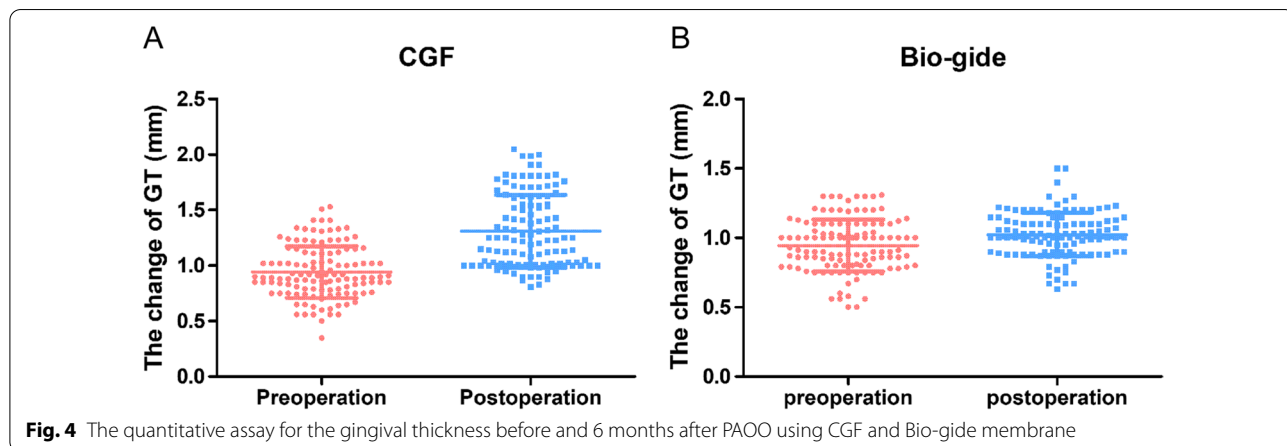 A
CGF
The change of GT (mm)
2.5
2.0
1.5
1.0
0.5
0.0
Preoperation Postoperation
B
Bio-gide
The change of GT (mm)
2.0
1.5
1.0
0.5
0.0
preoperation postoperation
Fig. 4 The quantitative assay for the gingival thickness before and 6 months after PAOO using CGF and Bio-gide membrane